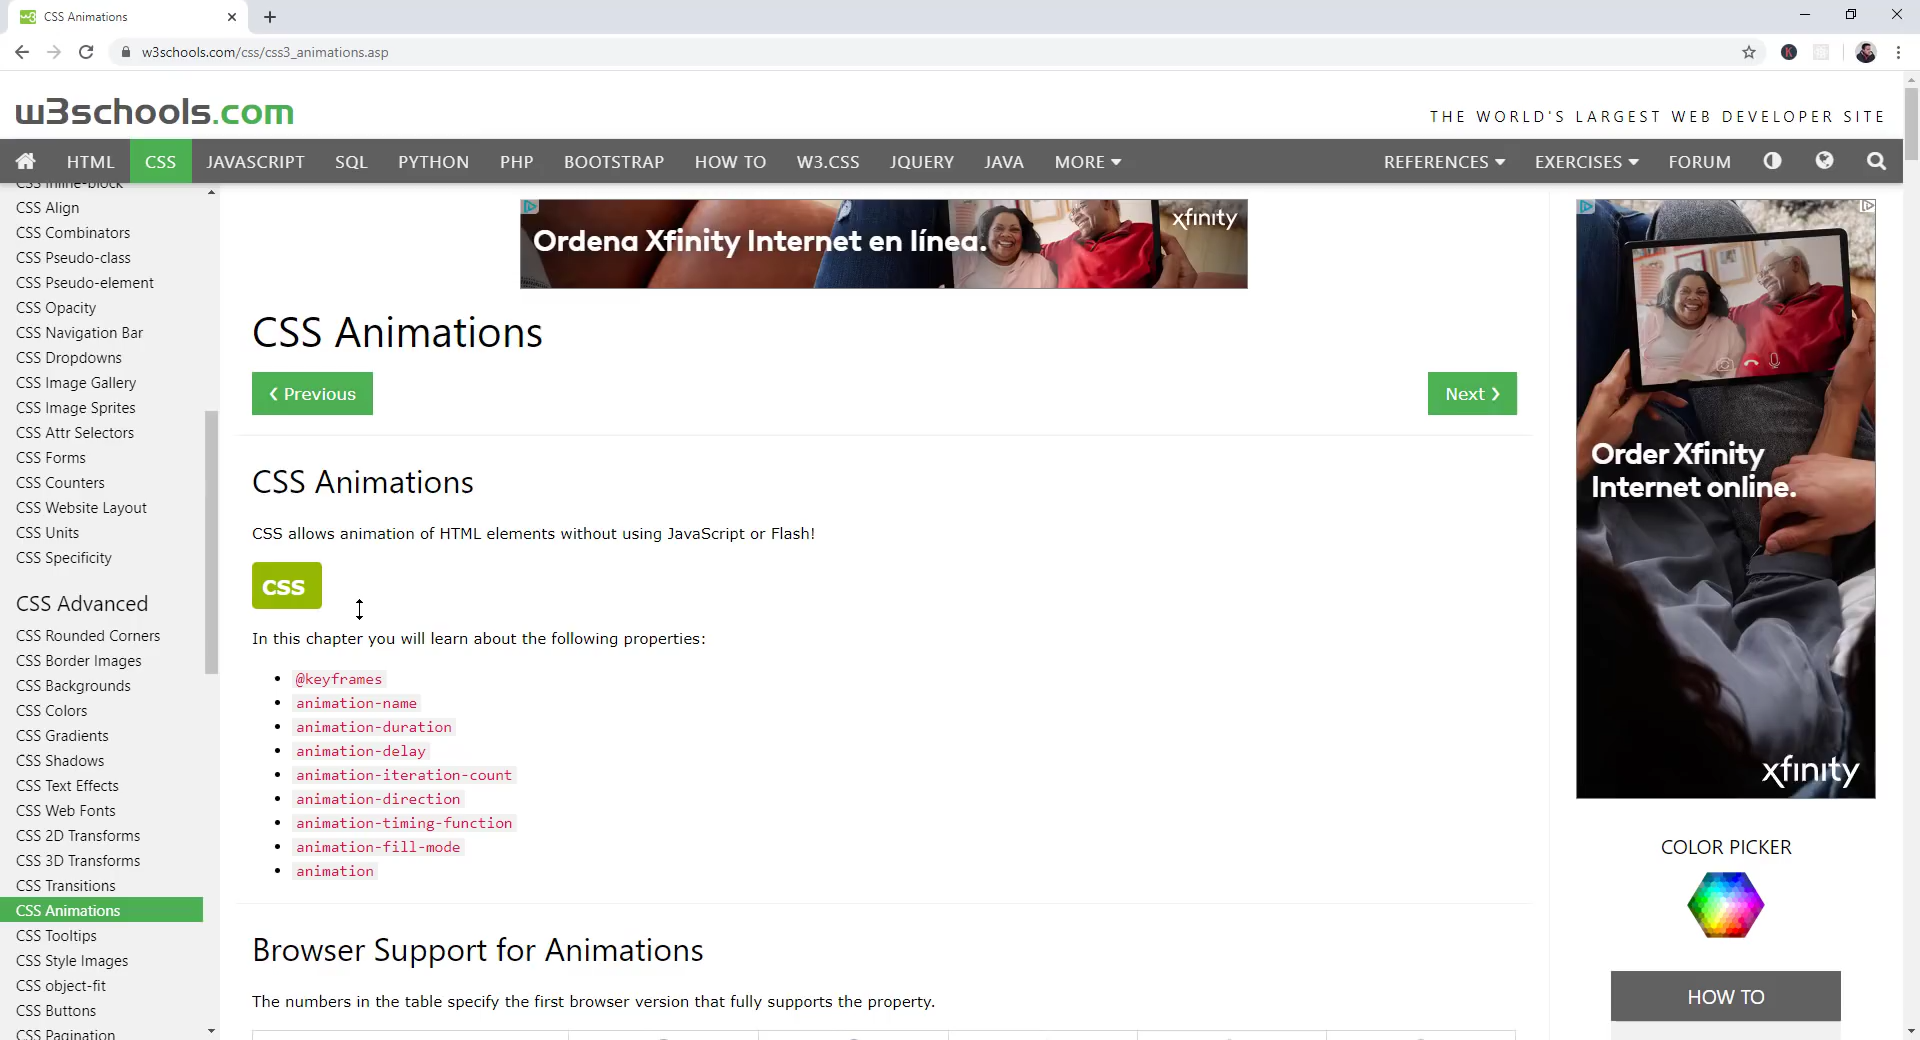 CSS Animations
w3schools.com/css/css3_animations.asp
w3schools.com
THE WORLD'S LARGEST WEB DEVELOPER SITE
HTML CSS JAVASCRIPT SQL PYTHON PHP BOOTSTRAP HOW TO W3.CSS JQUERY JAVA MORE REFERENCES EXERCISES FORUM
CSS Inline-block
CSS Align
CSS Combinators
CSS Pseudo-class
CSS Pseudo-element
CSS Opacity
CSS Navigation Bar
CSS Dropdowns
CSS Image Gallery
CSS Image Sprites
CSS Attr Selectors
CSS Forms
CSS Counters
CSS Website Layout
CSS Units
CSS Specificity
CSS Advanced
CSS Rounded Corners
CSS Border Images
CSS Backgrounds
CSS Colors
CSS Gradients
CSS Shadows
CSS Text Effects
CSS Web Fonts
CSS 2D Transforms
CSS 3D Transforms
CSS Transitions
CSS Animations
CSS Tooltips
CSS Style Images
CSS object-fit
CSS Buttons
CSS Pagination
Ordena Xfinity Internet en línea.
xfinity
CSS Animations
❮ Previous
Next ❯
CSS Animations
CSS allows animation of HTML elements without using JavaScript or Flash!
CSS
In this chapter you will learn about the following properties:
@keyframes
animation-name
animation-duration
animation-delay
animation-iteration-count
animation-direction
animation-timing-function
animation-fill-mode
animation
Browser Support for Animations
The numbers in the table specify the first browser version that fully supports the property.
Order Xfinity
Internet online.
xfinity
COLOR PICKER
HOW TO